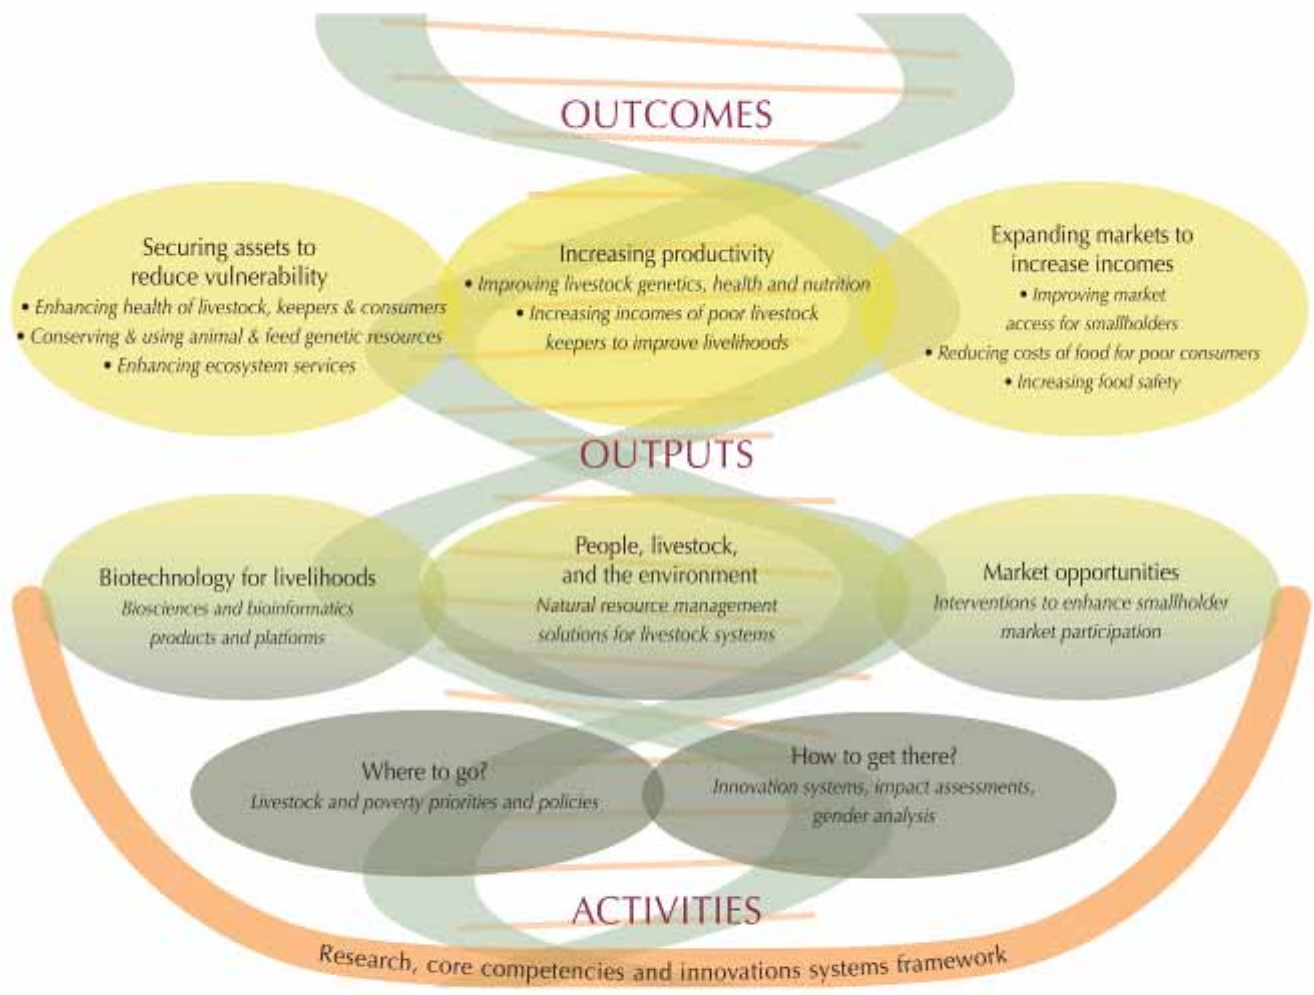 OUTCOMES
Securing assets to
reduce vulnerability
• Enhancing health of livestock, keepers & consumers
• Conserving & using animal & feed genetic resources
• Enhancing ecosystem services
Increasing productivity
• Improving livestock genetics, health and nutrition
• Increasing incomes of poor livestock
keepers to improve livelihoods
Expanding markets to
increase incomes
• Improving market
access for smallholders
• Reducing costs of food for poor consumers
• Increasing food safety
OUTPUTS
Biotechnology for livelihoods
Biosciences and bioinformatics
products and platforms
People, livestock,
and the environment
Natural resource management
solutions for livestock systems
Market opportunities
Interventions to enhance smallholder
market participation
Where to go?
Livestock and poverty priorities and policies
How to get there?
Innovation systems, impact assessments,
gender analysis
ACTIVITIES
Research, core competencies and innovations systems framework